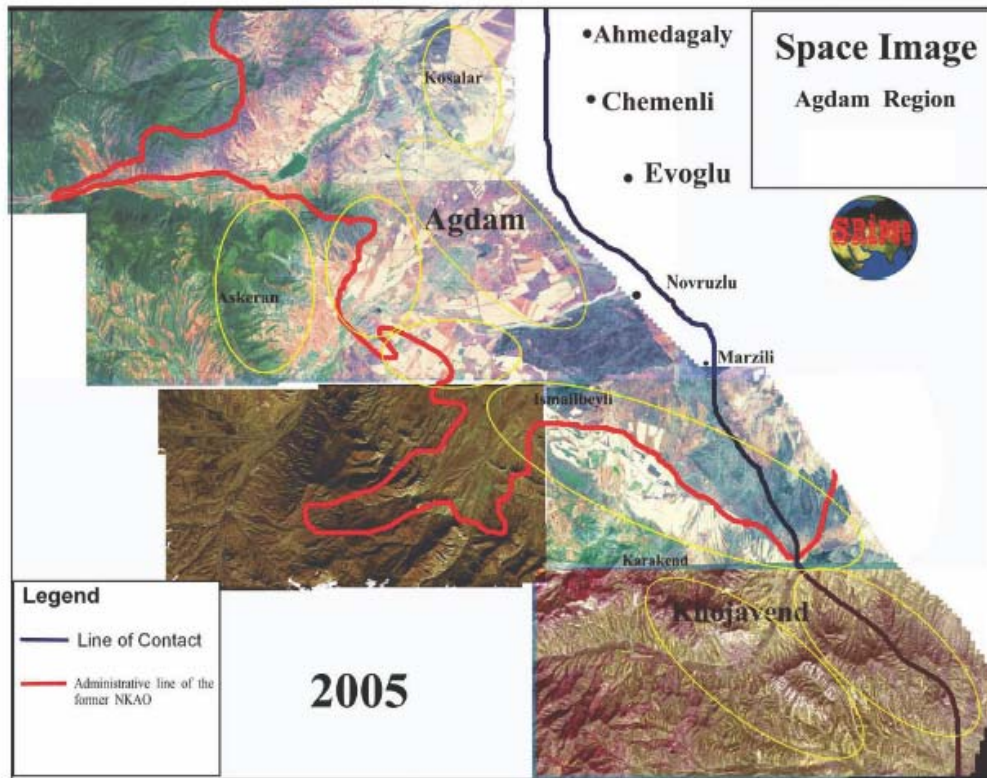 Space Image
Agdam Region
Ahmedagaly
Chemenli
Evoglu
Kosalar
Agdam
Askeran
Novruzlu
Marzili
Ismailbeyli
Karakend
Khojavend
Legend
Line of Contact
Administrative line of the
former NKAO
2005